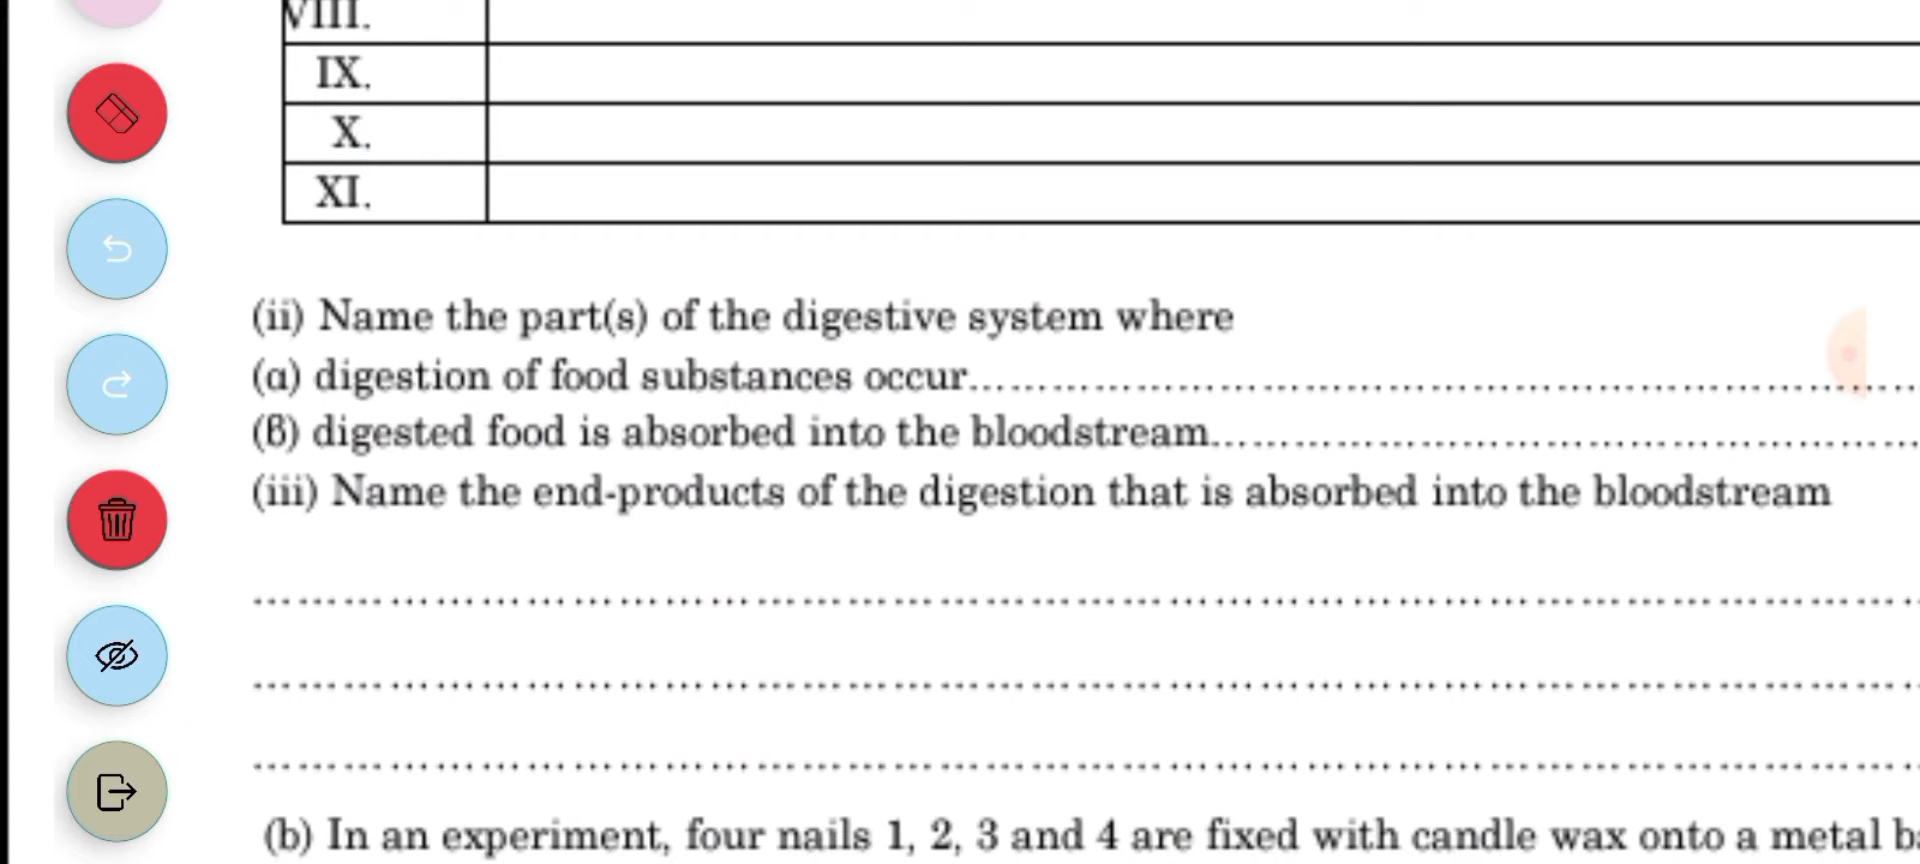 VIII.
IX.
X.
XI.
(ii) Name the part(s) of the digestive system where
(α) digestion of food substances occur..........................................................
(β) digested food is absorbed into the bloodstream..........................................
(iii) Name the end-products of the digestion that is absorbed into the bloodstream
..........................................................................................
..........................................................................................
..........................................................................................
(b) In an experiment, four nails 1, 2, 3 and 4 are fixed with candle wax onto a metal